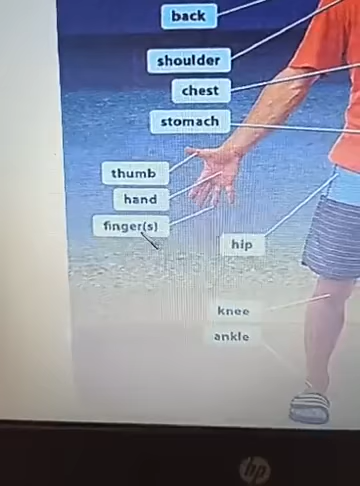 back
shoulder
chest
stomach
thumb
hand
finger(s)
hip
knee
ankle
hp